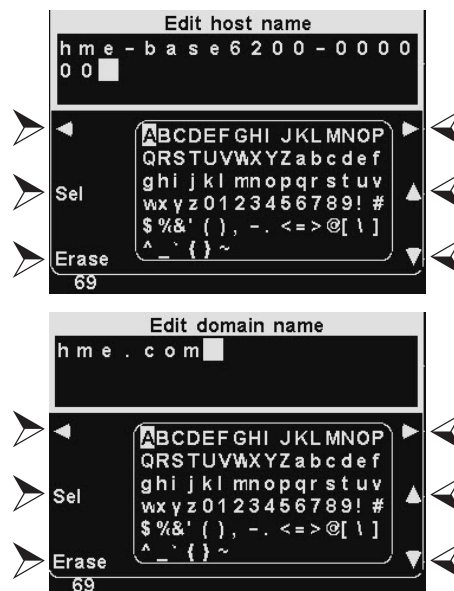 Edit host name
hme-base6200-0000
00
ABCDEFGHIJKLMNOP
QRSTUVWXYZabcdef
Sel ghijklmnopqrstuv
wxyz0123456789!#
$%&'(),-.<=>@[\]
Erase ^_`{}~
69
Edit domain name
hme.com
ABCDEFGHIJKLMNOP
QRSTUVWXYZabcdef
Sel ghijklmnopqrstuv
wxyz0123456789!#
$%&'(),-.<=>@[\]
Erase ^_`{}~
69